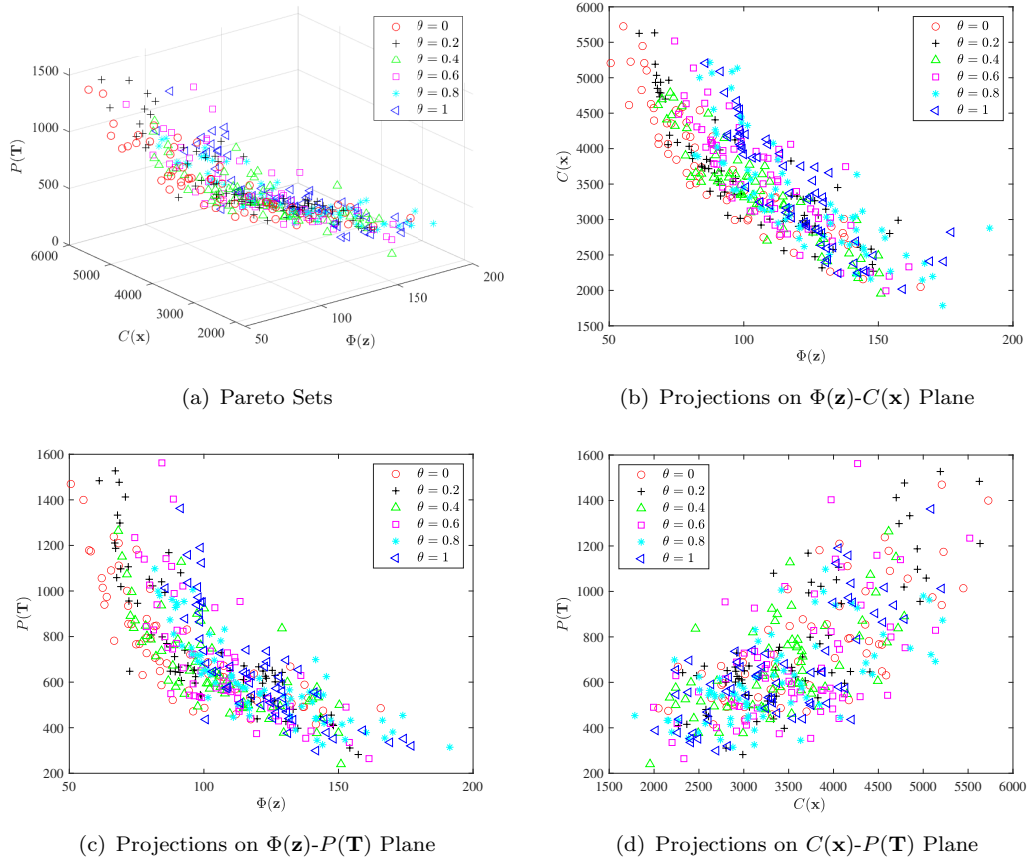 θ = 0
θ = 0.2
θ = 0.4
θ = 0.6
θ = 0.8
θ = 1
1500
1000
500
0
P(T)
6000
5000
4000
3000
2000
C(x)
50
100
150
200
Φ(z)
(a) Pareto Sets
6000
5500
5000
4500
4000
3500
3000
2500
2000
1500
C(x)
θ = 0
θ = 0.2
θ = 0.4
θ = 0.6
θ = 0.8
θ = 1
50
100
150
200
Φ(z)
(b) Projections on Φ(z)-C(x) Plane
1600
1400
1200
1000
800
600
400
200
P(T)
θ = 0
θ = 0.2
θ = 0.4
θ = 0.6
θ = 0.8
θ = 1
50
100
150
200
Φ(z)
(c) Projections on Φ(z)-P(T) Plane
1600
1400
1200
1000
800
600
400
200
P(T)
θ = 0
θ = 0.2
θ = 0.4
θ = 0.6
θ = 0.8
θ = 1
1500 2000 2500 3000 3500 4000 4500 5000 5500 6000
C(x)
(d) Projections on C(x)-P(T) Plane